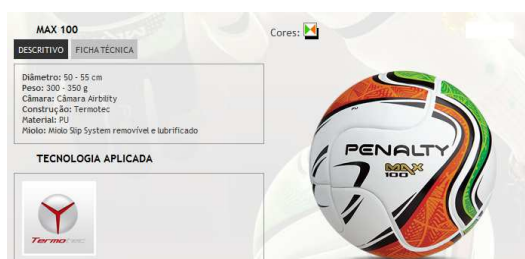 MAX 100
Cores:
DESCRITIVO FICHA TÉCNICA
Diâmetro: 50 - 55 cm
Peso: 300 - 350 g
Câmara: Câmara Airbility
Construção: Termotec
Material: PU
Miolo: Miolo Slip System removível e lubrificado
TECNOLOGIA APLICADA
Termotec
PENALTY
MAX
100